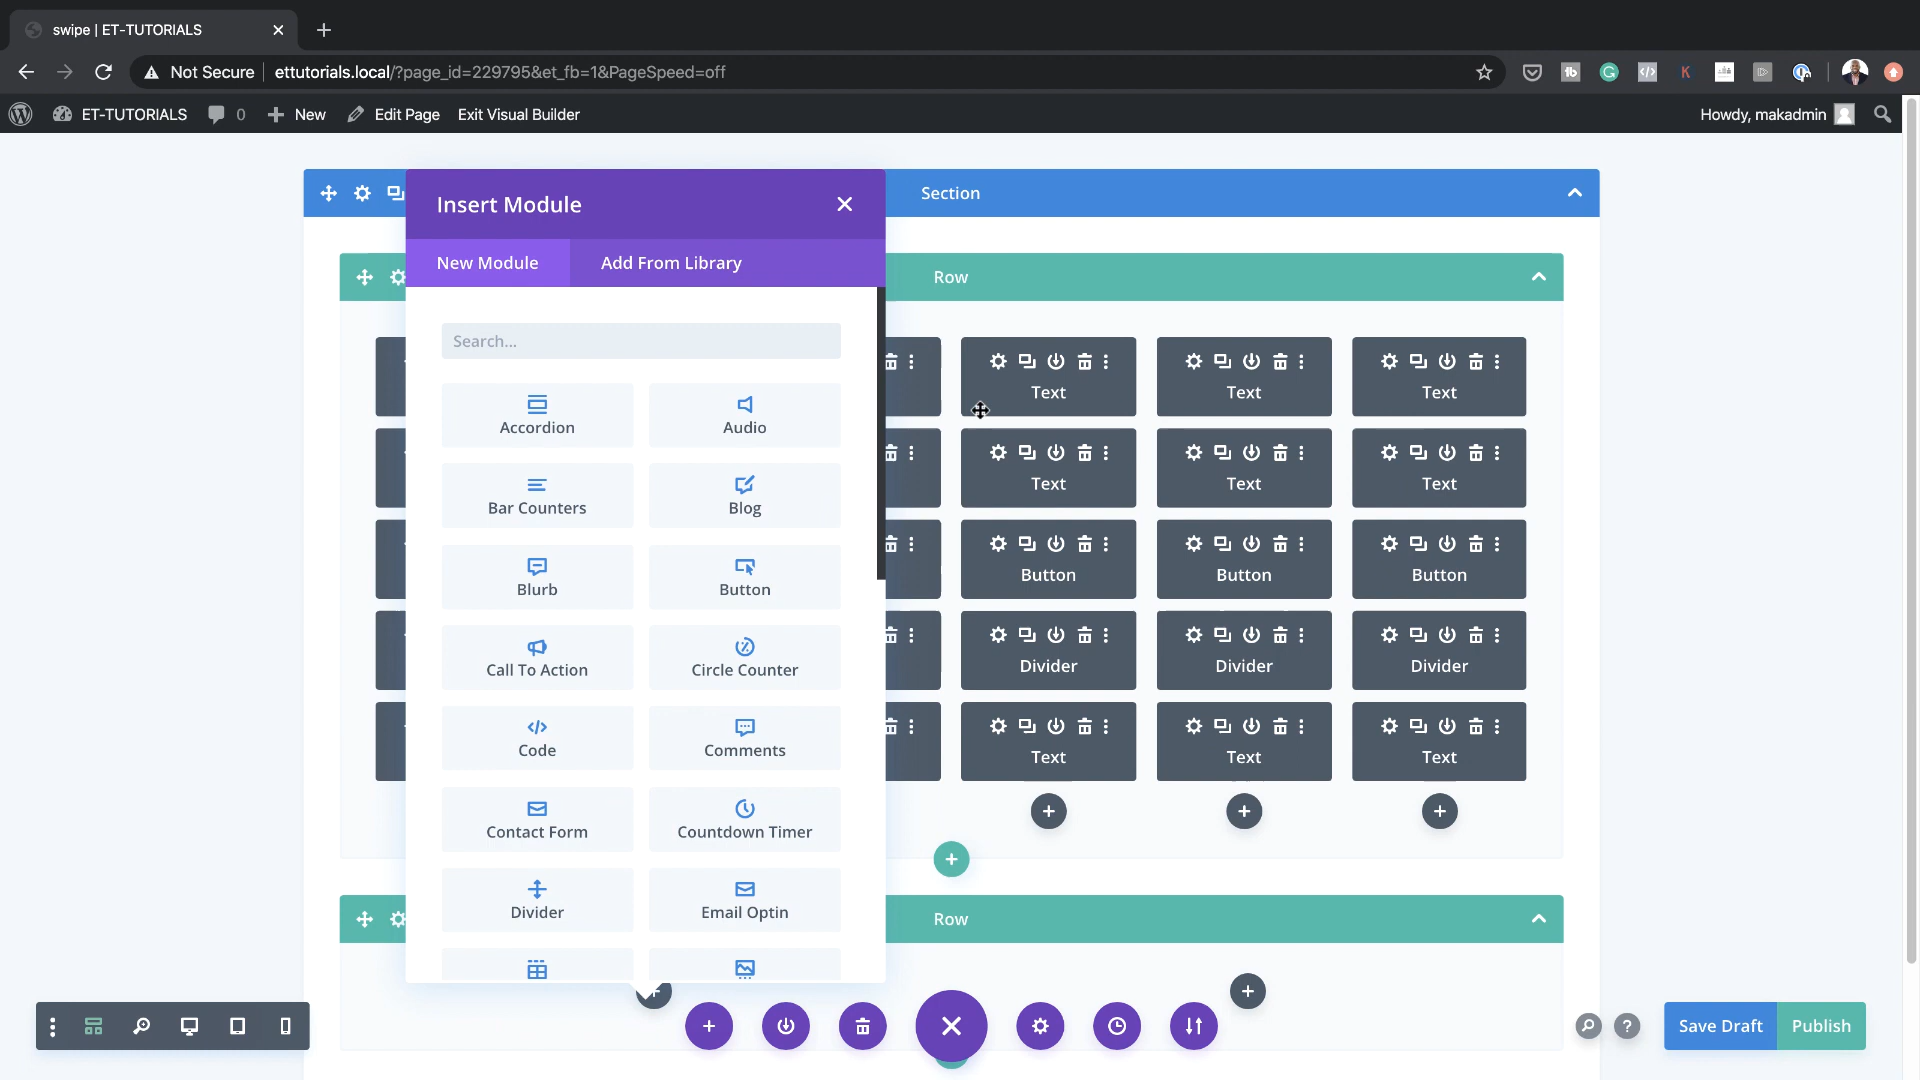 swipe | ET-TUTORIALS
Not Secure
ettutorials.local/?page_id=229795&et_fb=1&PageSpeed=off
ET-TUTORIALS
0
New
Edit Page
Exit Visual Builder
Howdy, makadmin
Insert Module
Section
New Module
Add From Library
Row
Search...
Text
Text
Text
Accordion
Audio
Text
Text
Text
Bar Counters
Blog
Button
Button
Button
Blurb
Button
Divider
Divider
Divider
Call To Action
Circle Counter
Text
Text
Text
Code
Comments
Contact Form
Countdown Timer
Divider
Email Optin
Row
Save Draft
Publish